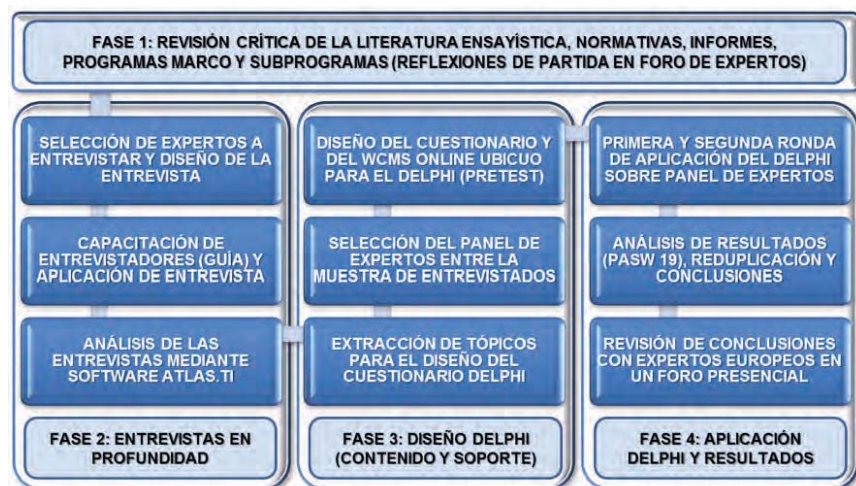 FASE 1: REVISIÓN CRÍTICA DE LA LITERATURA ENSAYÍSTICA, NORMATIVAS, INFORMES,
PROGRAMAS MARCO Y SUBPROGRAMAS (REFLEXIONES DE PARTIDA EN FORO DE EXPERTOS)
SELECCIÓN DE EXPERTOS A
ENTREVISTAR Y DISEÑO DE LA
ENTREVISTA
CAPACITACIÓN DE
ENTREVISTADORES (GUÍA) Y
APLICACIÓN DE ENTREVISTA
ANÁLISIS DE LAS
ENTREVISTAS MEDIANTE
SOFTWARE ATLAS.TI
FASE 2: ENTREVISTAS EN
PROFUNDIDAD
DISEÑO DEL CUESTIONARIO Y
DEL WCMS ONLINE UBICUO
PARA EL DELPHI (PRETEST)
SELECCIÓN DEL PANEL DE
EXPERTOS ENTRE LA
MUESTRA DE ENTREVISTADOS
EXTRACCIÓN DE TÓPICOS
PARA EL DISEÑO DEL
CUESTIONARIO DELPHI
FASE 3: DISEÑO DELPHI
(CONTENIDO Y SOPORTE)
PRIMERA Y SEGUNDA RONDA
DE APLICACIÓN DEL DELPHI
SOBRE PANEL DE EXPERTOS
ANÁLISIS DE RESULTADOS
(PASW 19), REDUPLICACIÓN Y
CONCLUSIONES
REVISIÓN DE CONCLUSIONES
CON EXPERTOS EUROPEOS EN
UN FORO PRESENCIAL
FASE 4: APLICACIÓN
DELPHI Y RESULTADOS